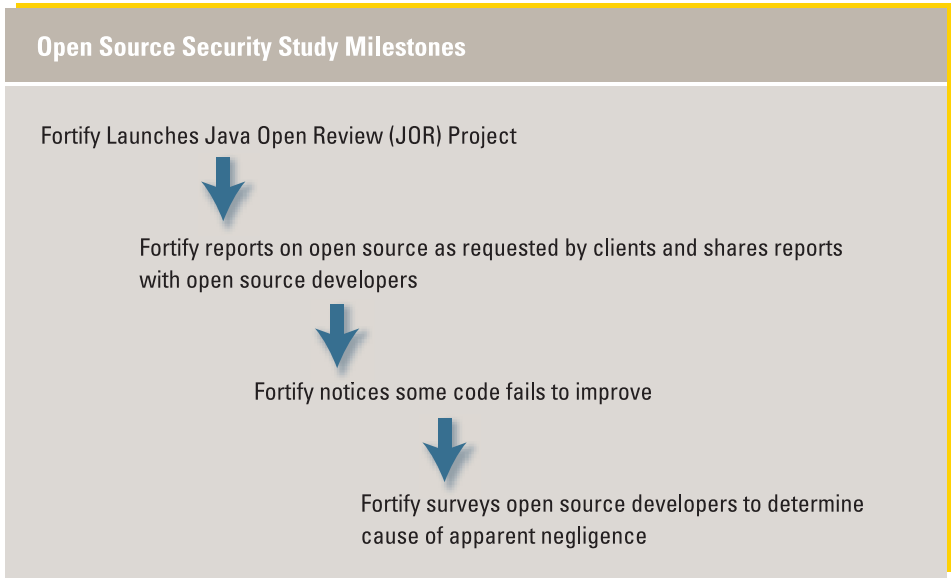 Open Source Security Study Milestones
Fortify Launches Java Open Review (JOR) Project
Fortify reports on open source as requested by clients and shares reports
with open source developers
Fortify notices some code fails to improve
Fortify surveys open source developers to determine
cause of apparent negligence